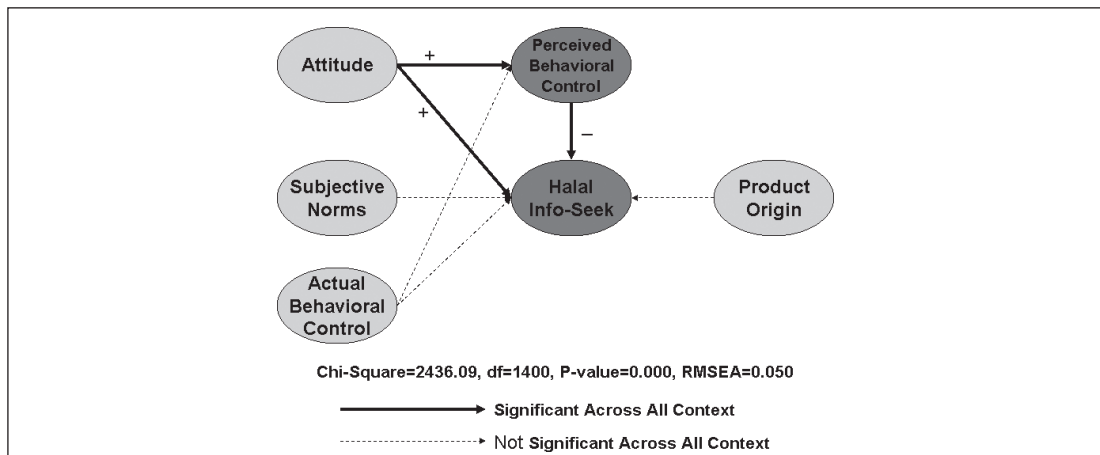 Attitude
+
Perceived
Behavioral
Control
+
–
Subjective
Norms
Halal
Info-Seek
Product
Origin
Actual
Behavioral
Control
Chi-Square=2436.09, df=1400, P-value=0.000, RMSEA=0.050
Significant Across All Context
Not Significant Across All Context